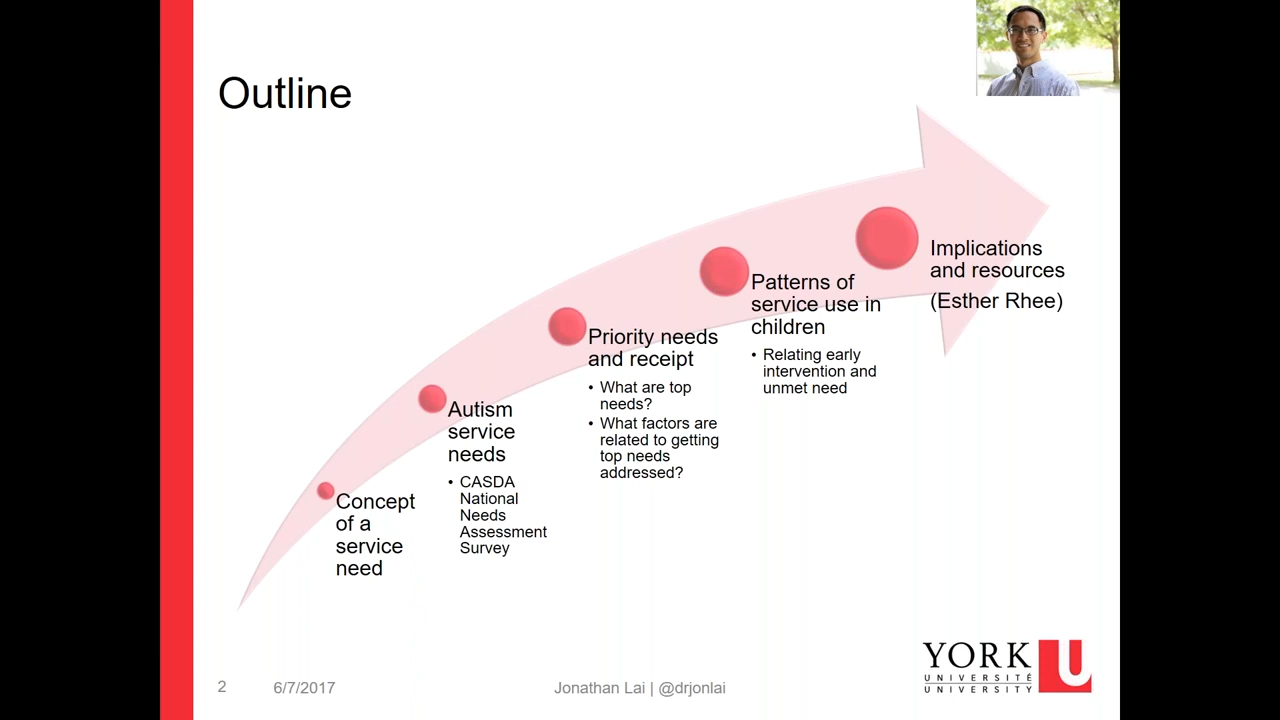 Outline
Concept
of a
service
need
Autism
service
needs
• CASDA
National
Needs
Assessment
Survey
Priority needs
and receipt
• What are top
needs?
• What factors are
related to getting
top needs
addressed?
Patterns of
service use in
children
• Relating early
intervention and
unmet need
Implications
and resources
(Esther Rhee)
YORK
UNIVERSITÉ
UNIVERSITY
U
2
6/7/2017
Jonathan Lai | @drjonlai